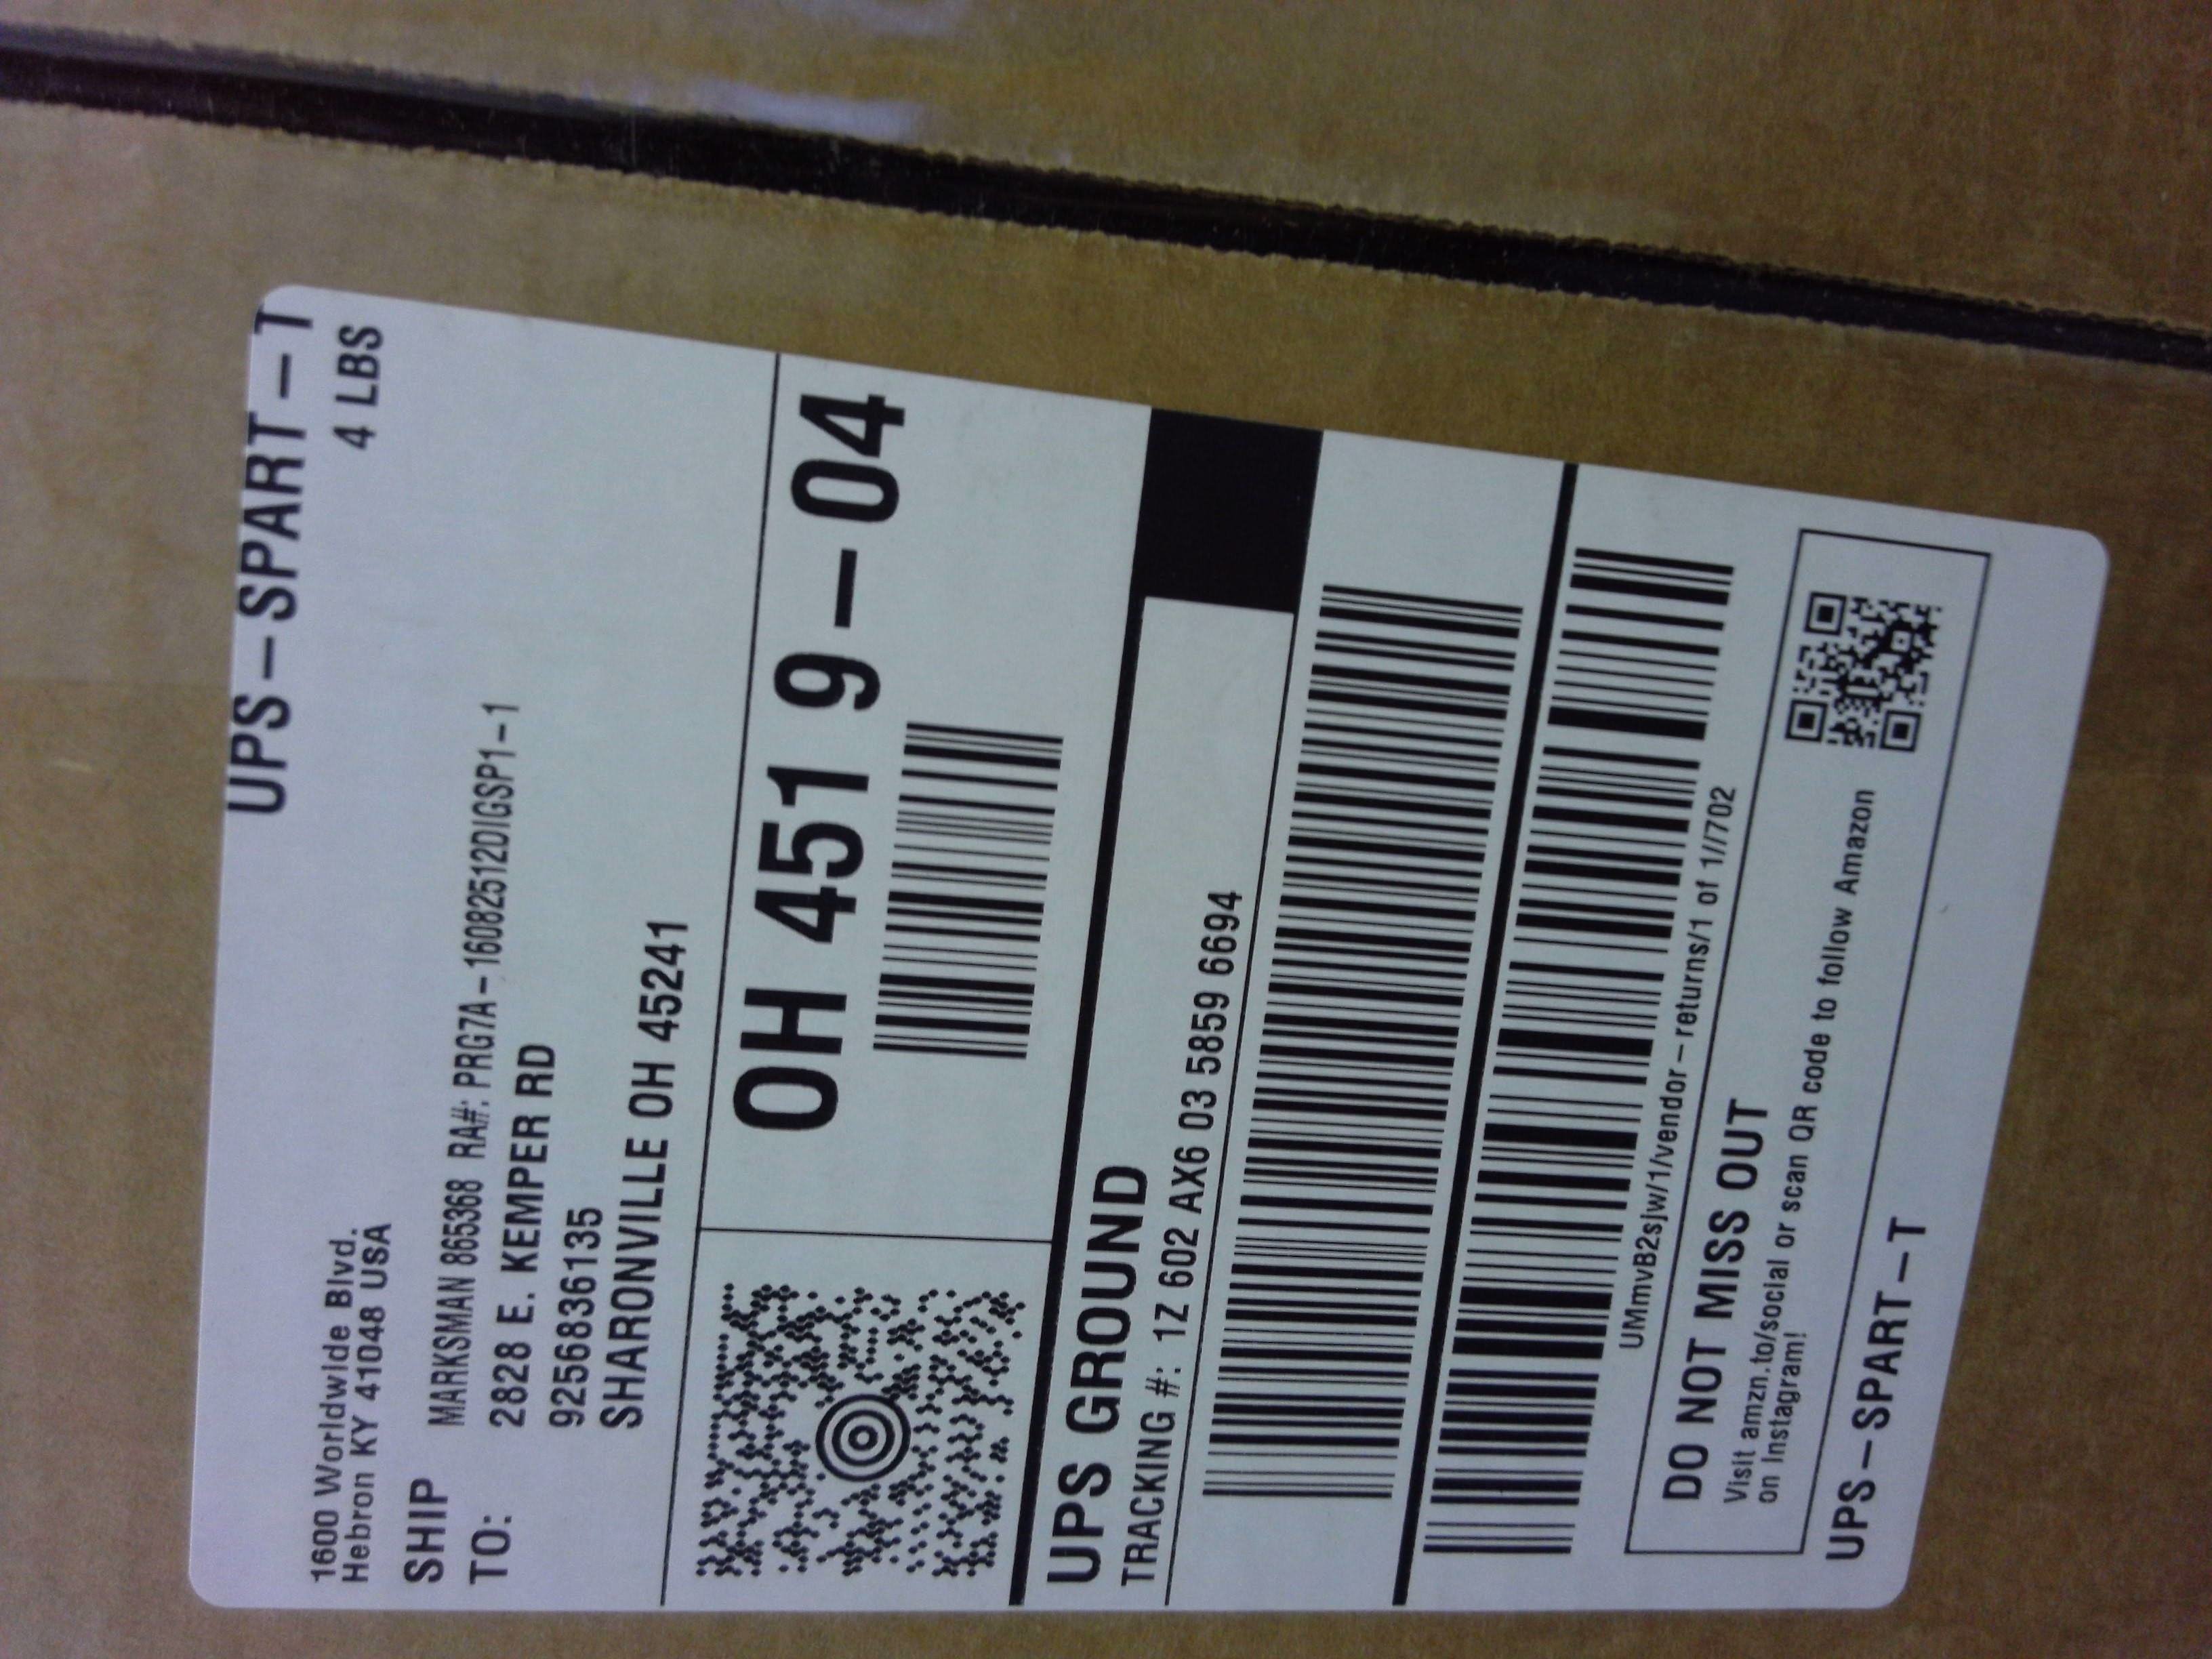 UPS-SPART-T
4 LBS
1600 Worldwide Blvd.
Hebron KY 41048 USA
SHIP
TO:
MARKSMAN 865368 RA#: PRG7A-16082512DIGSP1-1
2828 E. KEMPER RD
9256836135
SHARONVILLE OH 45241
OH 451 9-04
UPS GROUND
TRACKING #: 1Z 602 AX6 03 5859 6694
UMmvB2sjw/1/vendor-returns/1 of 1//702
DO NOT MISS OUT
Visit amzn.to/social or scan QR code to follow Amazon
on Instagram!
UPS-SPART-T